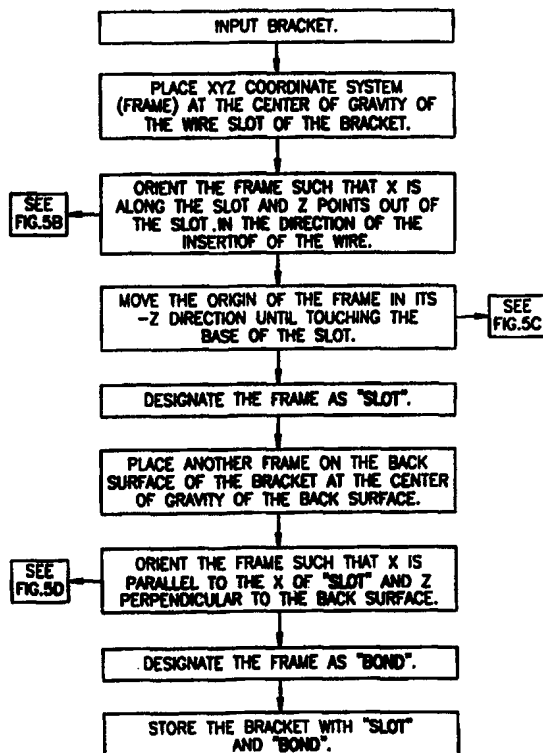 INPUT BRACKET.
PLACE XYZ COORDINATE SYSTEM
(FRAME) AT THE CENTER OF GRAVITY OF
THE WIRE SLOT OF THE BRACKET.
ORIENT THE FRAME SUCH THAT X IS
ALONG THE SLOT AND Z POINTS OUT OF
THE SLOT .IN THE DIRECTION OF THE
INSERTIOF OF THE WIRE.
SEE
FIG.5B
MOVE THE ORIGIN OF THE FRAME IN ITS
-Z DIRECTION UNTIL TOUCHING THE
BASE OF THE SLOT.
SEE
FIG.5C
DESIGNATE THE FRAME AS "SLOT".
PLACE ANOTHER FRAME ON THE BACK
SURFACE OF THE BRACKET AT THE CENTER
OF GRAVITY OF THE BACK SURFACE.
ORIENT THE FRAME SUCH THAT X IS
PARALLEL TO THE X OF "SLOT" AND Z
PERPENDICULAR TO THE BACK SURFACE.
SEE
FIG.5D
DESIGNATE THE FRAME AS "BOND".
STORE THE BRACKET WITH "SLOT"
AND "BOND".